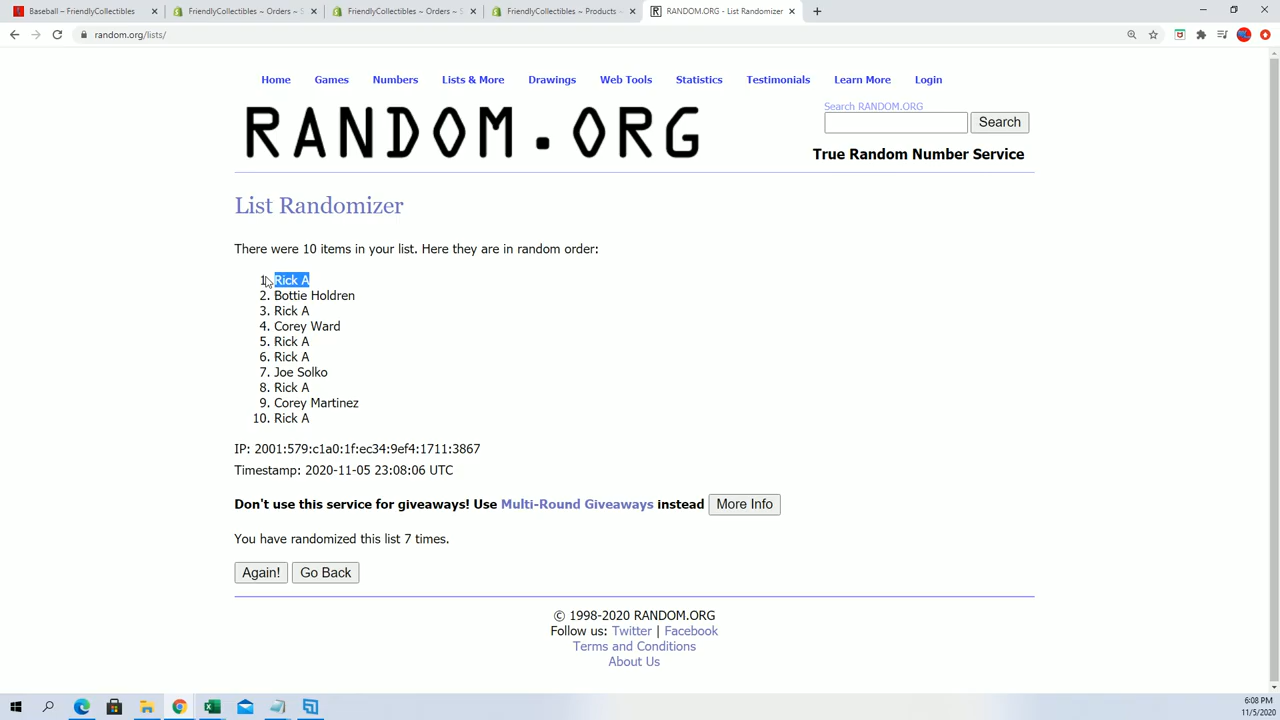 Baseball – FriendlyCollectibles
FriendlyCollectibles ~ Orders ~ S
FriendlyCollectibles ~ Orders ~ S
FriendlyCollectibles ~ Products ~
RANDOM.ORG - List Randomizer
random.org/lists/
Home Games Numbers Lists & More Drawings Web Tools Statistics Testimonials Learn More Login
RANDOM.ORG
Search RANDOM.ORG
Search
True Random Number Service
List Randomizer
There were 10 items in your list. Here they are in random order:
1. Rick A
2. Bottie Holdren
3. Rick A
4. Corey Ward
5. Rick A
6. Rick A
7. Joe Solko
8. Rick A
9. Corey Martinez
10. Rick A
IP: 2001:579:c1a0:1f:ec34:9ef4:1711:3867
Timestamp: 2020-11-05 23:08:06 UTC
Don't use this service for giveaways! Use Multi-Round Giveaways instead More Info
You have randomized this list 7 times.
Again! Go Back
© 1998-2020 RANDOM.ORG
Follow us: Twitter | Facebook
Terms and Conditions
About Us
6:08 PM
11/5/2020